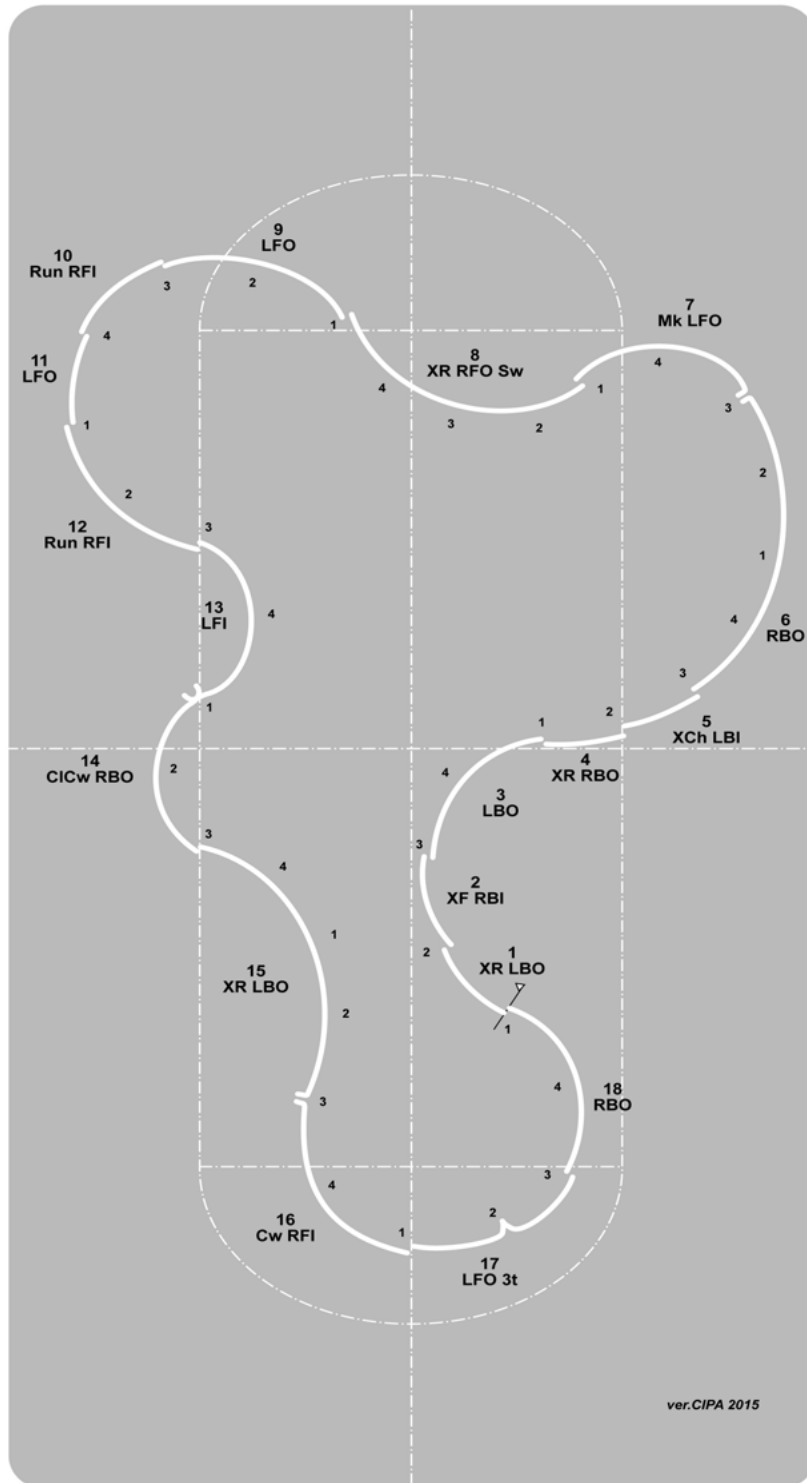 9
LFO
10
Run RFI
3
2
7
Mk LFO
1
4
11
LFO
8
XR RFO Sw
4
4
1
3
1
3
2
2
2
12
Run RFI
3
1
13
LFI
4
4
6
RBO
3
1
2
1
5
XCh LBI
14
ClCw RBO
2
4
XR RBO
4
3
LBO
3
3
4
2
XF RBI
1
2
1
XR LBO
15
XR LBO
2
1
4
18
RBO
3
3
4
2
16
Cw RFI
1
17
LFO 3t
ver.CIPA 2015